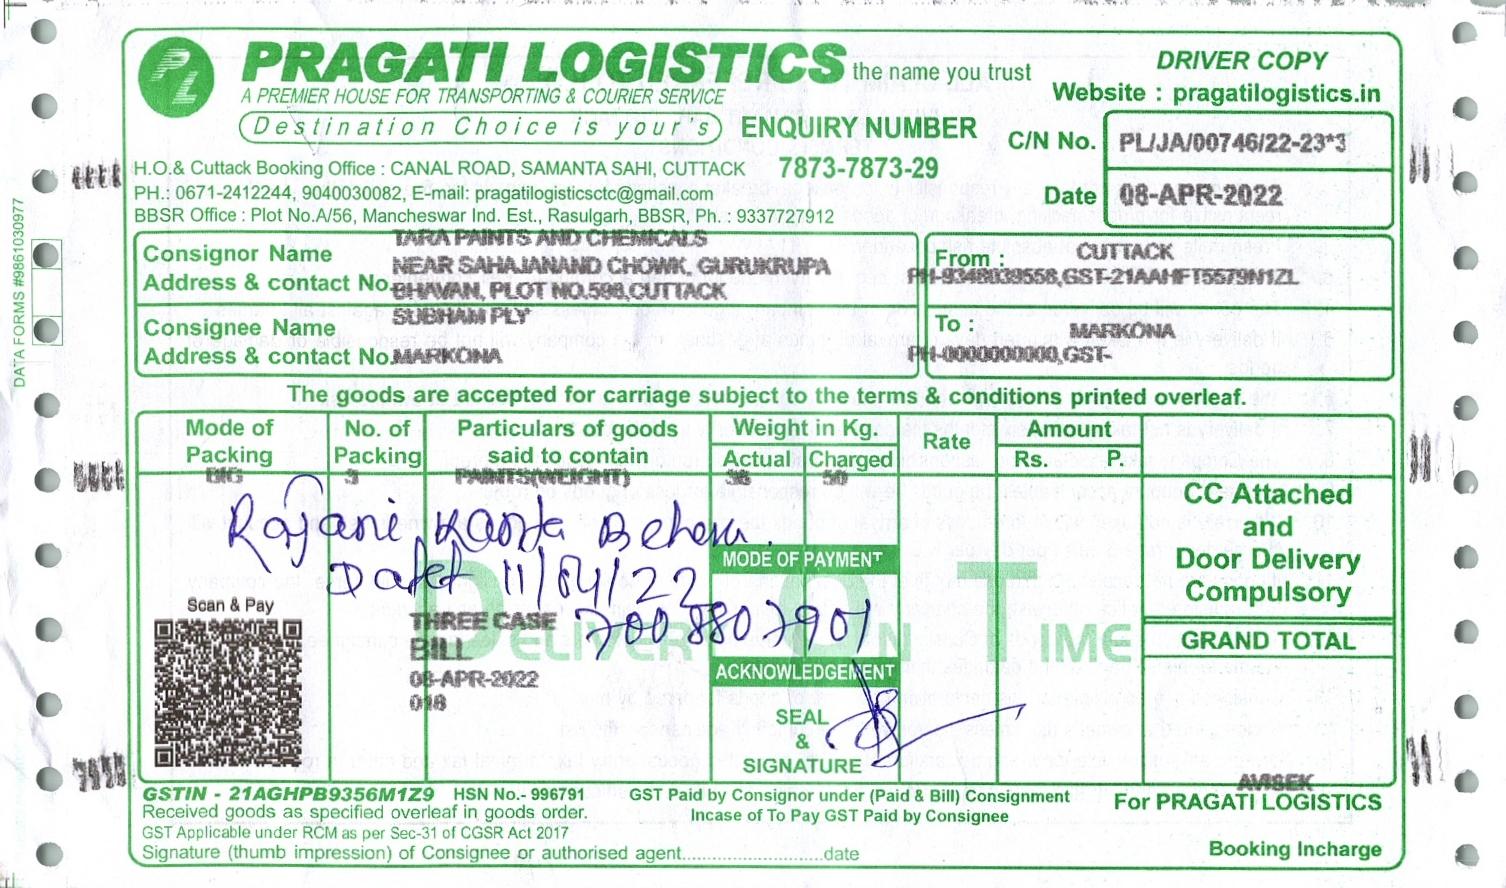 PL
PRAGATI LOGISTICS the name you trust
A PREMIER HOUSE FOR TRANSPORTING & COURIER SERVICE
Destination Choice is your's
ENQUIRY NUMBER
7873-7873-29
DRIVER COPY
Website : pragatilogistics.in
C/N No. PL/JA/00746/22-23*3
Date 08-APR-2022
H.O.& Cuttack Booking Office : CANAL ROAD, SAMANTA SAHI, CUTTACK
PH.: 0671-2412244, 9040030082, E-mail: pragatilogisticsctc@gmail.com
BBSR Office : Plot No.A/56, Mancheswar Ind. Est., Rasulgarh, BBSR, Ph. : 9337727912
DATA FORMS #9861030977
Consignor Name
Address & contact No.
TARA PAINTS AND CHEMICALS
NEAR SAHAJANAND CHOWK, GURUKRUPA
BHAVAN, PLOT NO.598,CUTTACK
From : CUTTACK
PH-9348039558,GST-21AAHFT5579N1ZL
Consignee Name
Address & contact No.
SUBHAM PLY
MARKONA
To : MARKONA
PH-0000000000,GST-
The goods are accepted for carriage subject to the terms & conditions printed overleaf.
Mode of Packing
No. of Packing
Particulars of goods said to contain
Weight in Kg.
Actual Charged
Rate
Amount
Rs. P.
BIG 3 PAINTS(WEIGHT) 36 50
CC Attached
and
Door Delivery
Compulsory
GRAND TOTAL
Rajani Kanta Behera.
Datet 11/04/22
7008807901
MODE OF PAYMENT
DELIVERY ON TIME
Scan & Pay
THREE CASE
BILL
08-APR-2022
018
ACKNOWLEDGEMENT
SEAL
&
SIGNATURE
AVISEK
GSTIN - 21AGHPB9356M1Z9 HSN No.- 996791
Received goods as specified overleaf in goods order.
GST Applicable under RCM as per Sec-31 of CGSR Act 2017
Signature (thumb impression) of Consignee or authorised agent....................date
GST Paid by Consignor under (Paid & Bill) Consignment
Incase of To Pay GST Paid by Consignee
For PRAGATI LOGISTICS
Booking Incharge